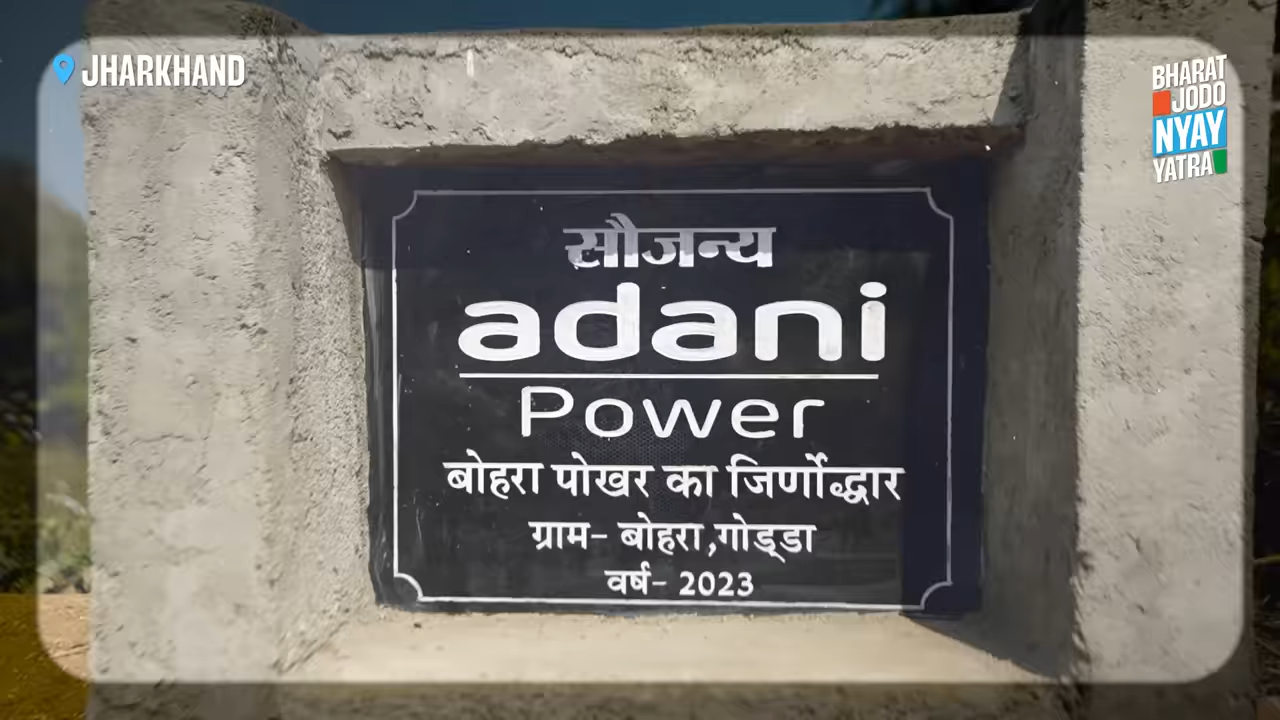 JHARKHAND
BHARAT
JODO
NYAY
YATRA
सौजन्य
adani
Power
बोहरा पोखर का जिर्णोद्धार
ग्राम- बोहरा,गोड्डा
वर्ष- 2023